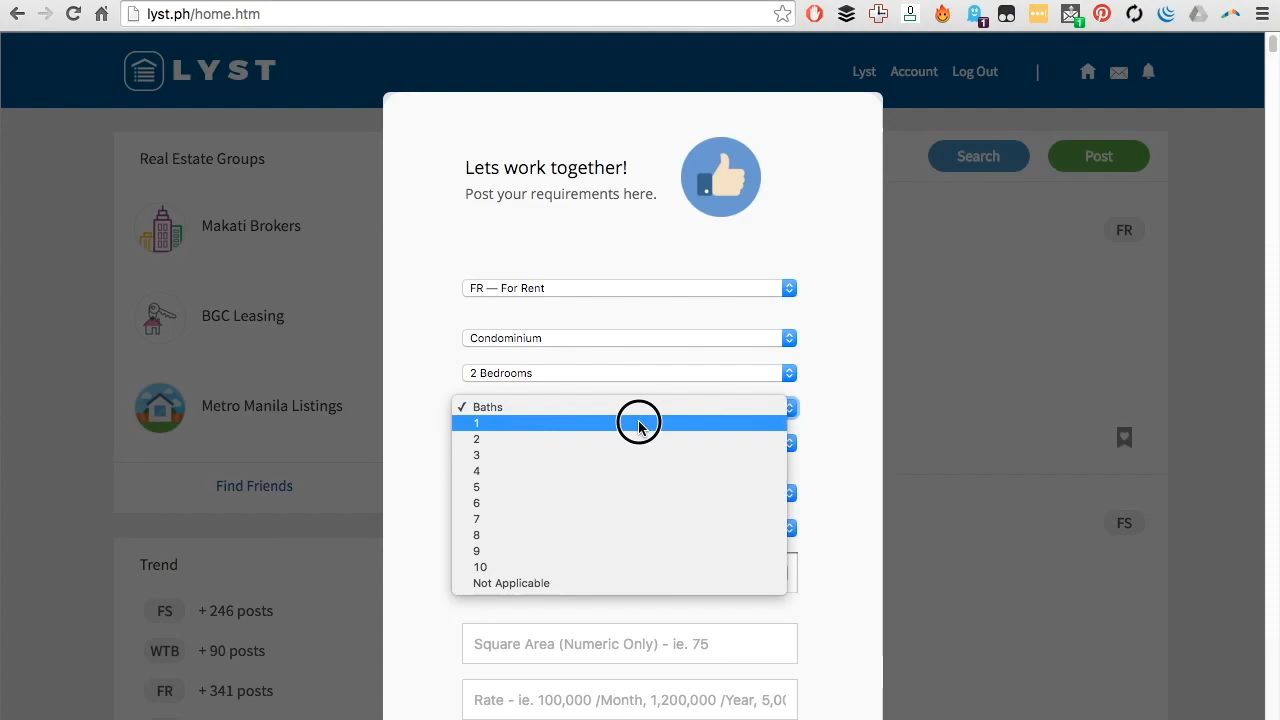 lyst.ph/home.htm
1
1
LYST
Lyst Account Log Out |
Real Estate Groups
Makati Brokers
BGC Leasing
Metro Manila Listings
Find Friends
Trend
FS + 246 posts
WTB + 90 posts
FR + 341 posts
Lets work together!
Post your requirements here.
FR — For Rent
Condominium
2 Bedrooms
✓ Baths
1
2
3
4
5
6
7
8
9
10
Not Applicable
Square Area (Numeric Only) - ie. 75
Rate - ie. 100,000 /Month, 1,200,000 /Year, 5,00
Search
Post
FR
FS